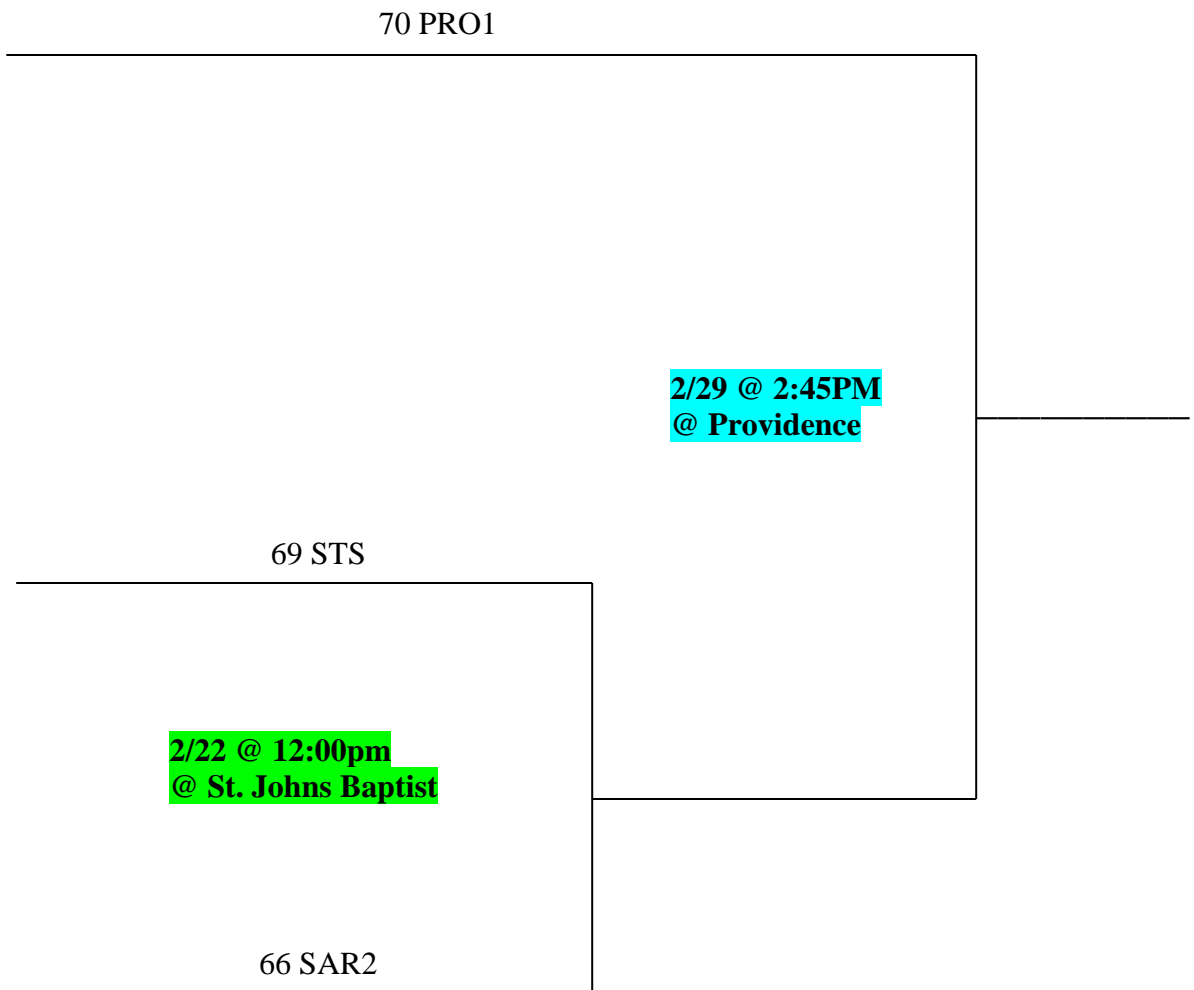 70 PRO1
2/29 @ 2:45PM
@ Providence
69 STS
2/22 @ 12:00pm
@ St. Johns Baptist
66 SAR2